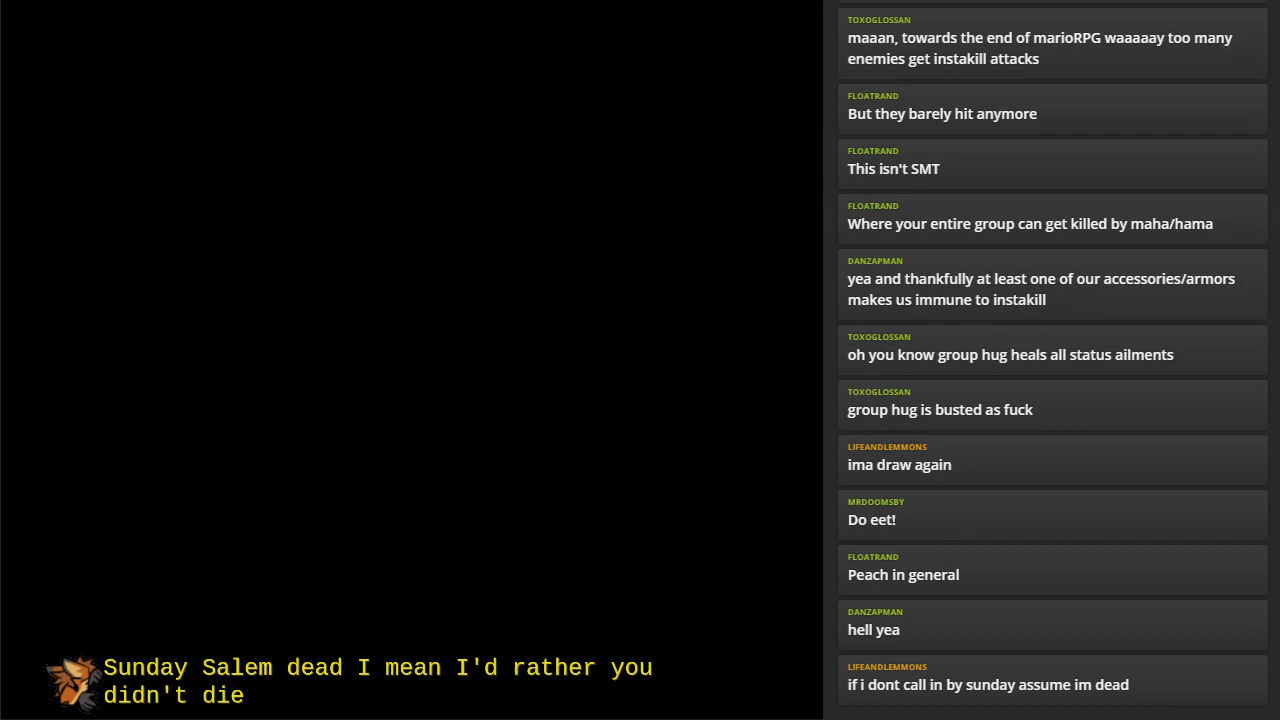 TOXOGLOSSAN
maaan, towards the end of marioRPG waaaaay too many
enemies get instakill attacks
FLOATRAND
But they barely hit anymore
FLOATRAND
This isn't SMT
FLOATRAND
Where your entire group can get killed by maha/hama
DANZAPMAN
yea and thankfully at least one of our accessories/armors
makes us immune to instakill
TOXOGLOSSAN
oh you know group hug heals all status ailments
TOXOGLOSSAN
group hug is busted as fuck
LIFEANDLEMMONS
ima draw again
MRDOOMSBY
Do eet!
FLOATRAND
Peach in general
DANZAPMAN
hell yea
LIFEANDLEMMONS
if i dont call in by sunday assume im dead
Sunday Salem dead I mean I'd rather you
didn't die